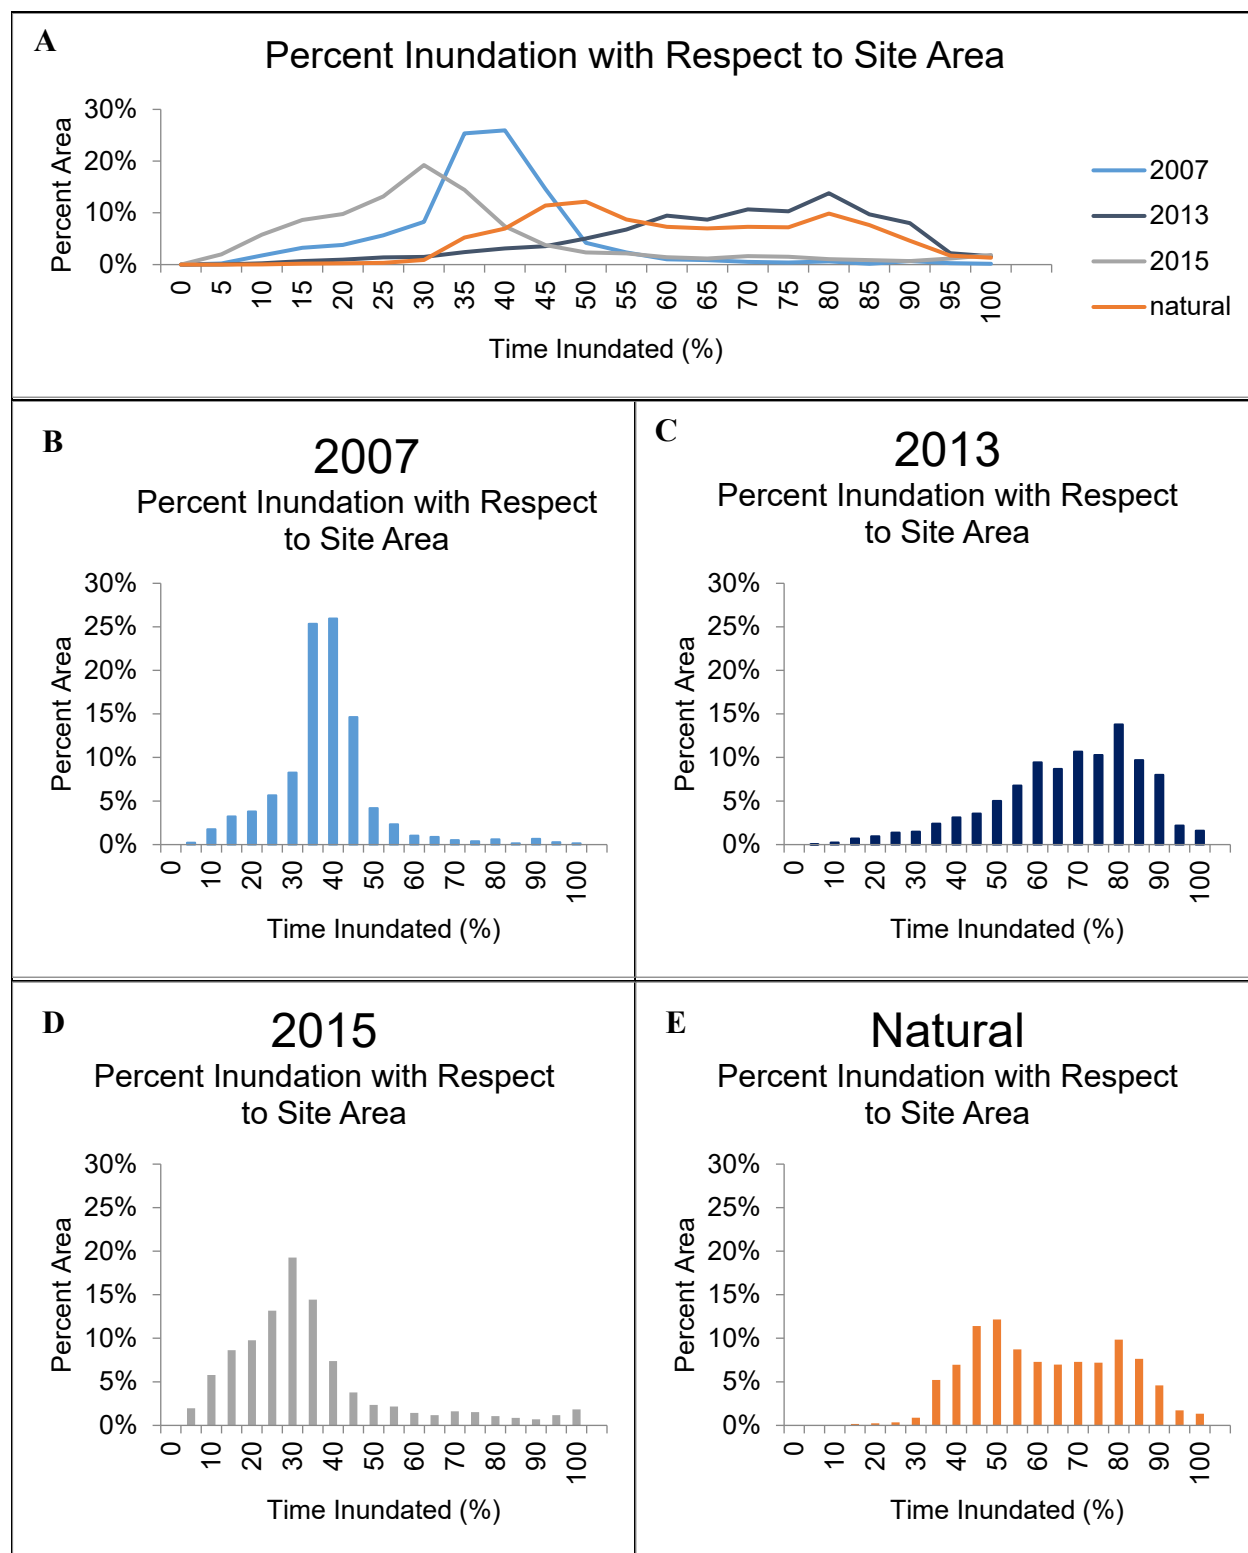 A
Percent Inundation with Respect to Site Area
30%
20%
10%
0%
Percent Area
0 5 10 15 20 25 30 35 40 45 50 55 60 65 70 75 80 85 90 95 100
Time Inundated (%)
2007
2013
2015
natural
B
2007
Percent Inundation with Respect
to Site Area
30%
25%
20%
15%
10%
5%
0%
Percent Area
0 10 20 30 40 50 60 70 80 90 100
Time Inundated (%)
C
2013
Percent Inundation with Respect
to Site Area
30%
25%
20%
15%
10%
5%
0%
Percent Area
0 10 20 30 40 50 60 70 80 90 100
Time Inundated (%)
D
2015
Percent Inundation with Respect
to Site Area
30%
25%
20%
15%
10%
5%
0%
Percent Area
0 10 20 30 40 50 60 70 80 90 100
Time Inundated (%)
E
Natural
Percent Inundation with Respect
to Site Area
30%
25%
20%
15%
10%
5%
0%
Percent Area
0 10 20 30 40 50 60 70 80 90 100
Time Inundated (%)